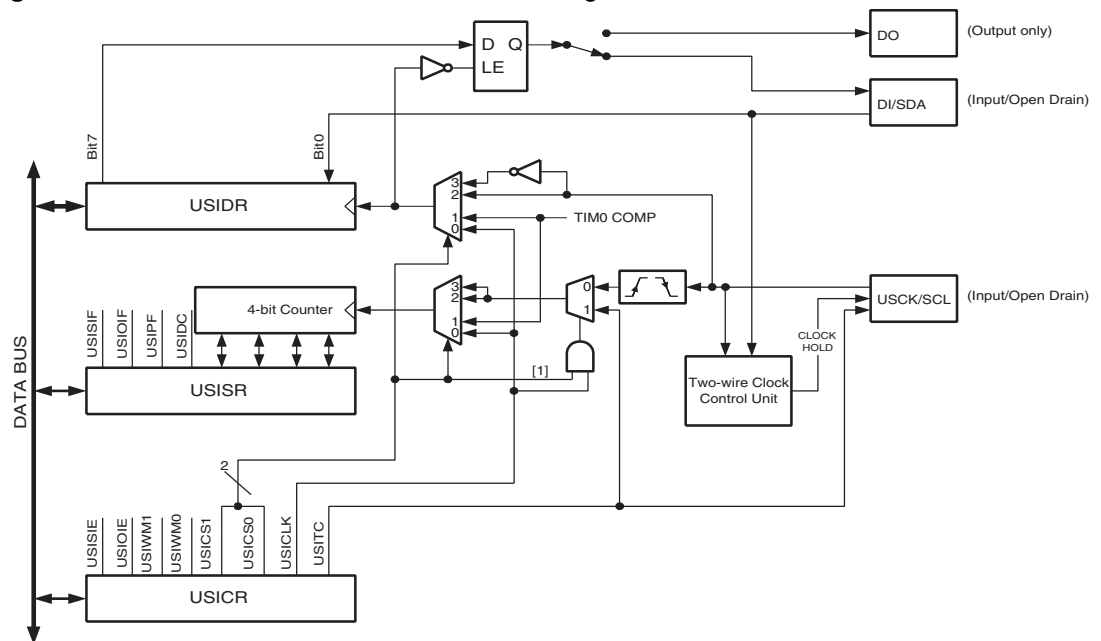 D Q
LE
DO
(Output only)
DI/SDA
(Input/Open Drain)
Bit7
Bit0
USIDR
3
2
1
0
TIM0 COMP
DATA BUS
USISIF
USIOIF
USIPF
USIDC
4-bit Counter
3
2
1
0
0
1
USCK/SCL
(Input/Open Drain)
CLOCK
HOLD
[1]
Two-wire Clock
Control Unit
USISR
2
USISIE
USIOIE
USIWM1
USIWM0
USICS1
USICS0
USICLK
USITC
USICR